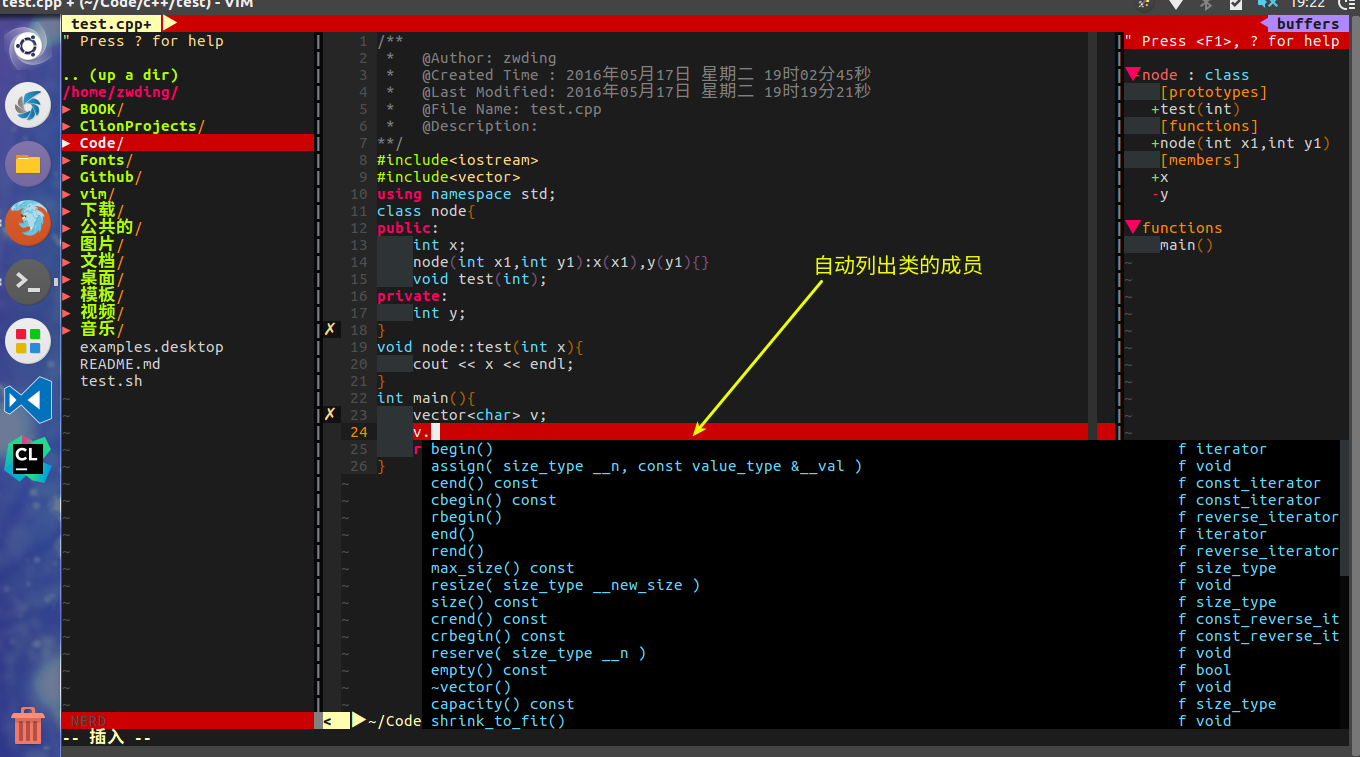 test.cpp + (~/Code/c++/test) - VIM
19:22
test.cpp+
buffers
" Press ? for help
.. (up a dir)
/home/zwding/
▶ BOOK/
▶ ClionProjects/
▶ Code/
▶ Fonts/
▶ Github/
▶ vim/
▶ 下载/
▶ 公共的/
▶ 图片/
▶ 文档/
▶ 桌面/
▶ 模板/
▶ 视频/
▶ 音乐/
examples.desktop
README.md
test.sh
NERD
1 /**
2 *   @Author: zwding
3 *   @Created Time : 2016年05月17日 星期二 19时02分45秒
4 *   @Last Modified: 2016年05月17日 星期二 19时19分21秒
5 *   @File Name: test.cpp
6 *   @Description:
7 **/
8 #include<iostream>
9 #include<vector>
10 using namespace std;
11 class node{
12 public:
13     int x;
14     node(int x1,int y1):x(x1),y(y1){}
15     void test(int);
16 private:
17     int y;
✗ 18 }
19 void node::test(int x){
20     cout << x << endl;
21 }
22 int main(){
✗ 23     vector<char> v;
24     v.
25     r
26 }
自动列出类的成员
begin() f iterator
assign( size_type __n, const value_type &__val ) f void
cend() const f const_iterator
cbegin() const f const_iterator
rbegin() f reverse_iterator
end() f iterator
rend() f reverse_iterator
max_size() const f size_type
resize( size_type __new_size ) f void
size() const f size_type
crend() const f const_reverse_it
crbegin() const f const_reverse_it
reserve( size_type __n ) f void
empty() const f bool
~vector() f void
capacity() const f size_type
shrink_to_fit() f void
" Press <F1>, ? for help
▼node : class
[prototypes]
+test(int)
[functions]
+node(int x1,int y1)
[members]
+x
-y
▼functions
main()
< ~/Code
-- 插入 --
CL